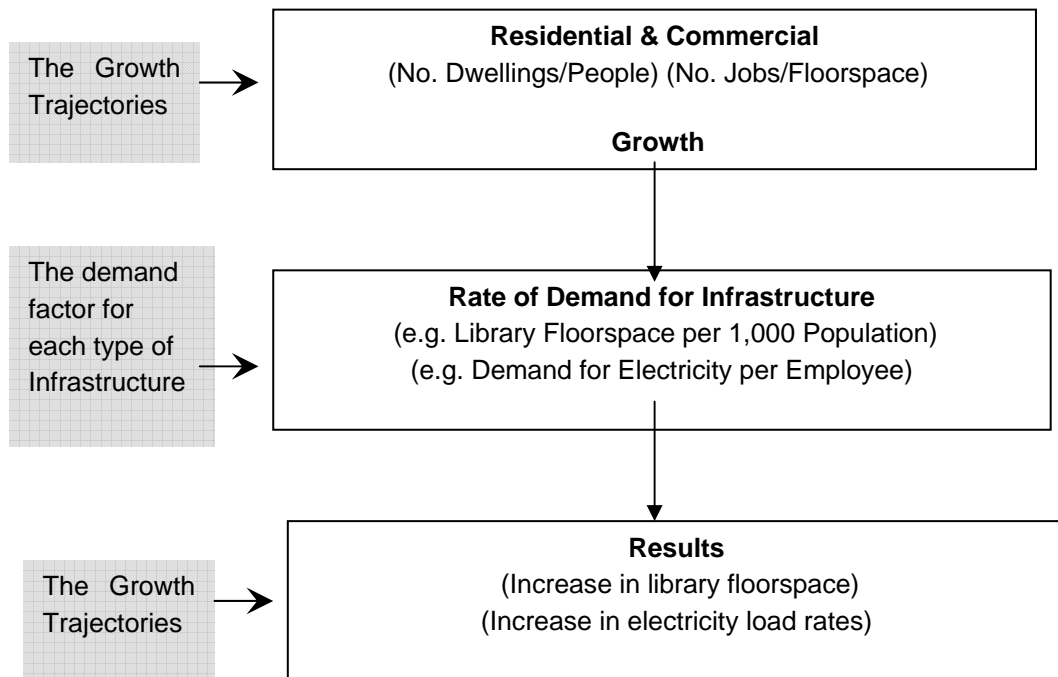 The Growth
Trajectories
Residential & Commercial
(No. Dwellings/People) (No. Jobs/Floorspace)
Growth
The demand
factor for
each type of
Infrastructure
Rate of Demand for Infrastructure
(e.g. Library Floorspace per 1,000 Population)
(e.g. Demand for Electricity per Employee)
The Growth
Trajectories
Results
(Increase in library floorspace)
(Increase in electricity load rates)